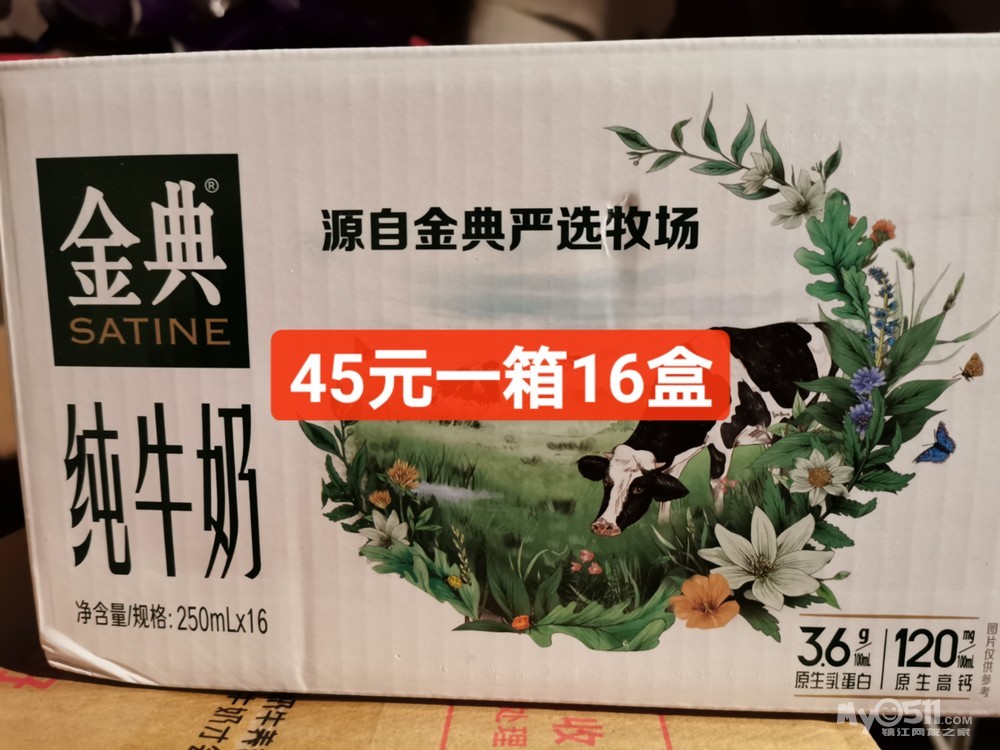 金典®
SATINE
源自金典严选牧场
45元一箱16盒
纯牛奶
净含量/规格: 250mLx16
3.6g/100mL
原生乳蛋白
120mg/100mL
原生高钙
图片仅供参考
My0511.com
镇江网友之家